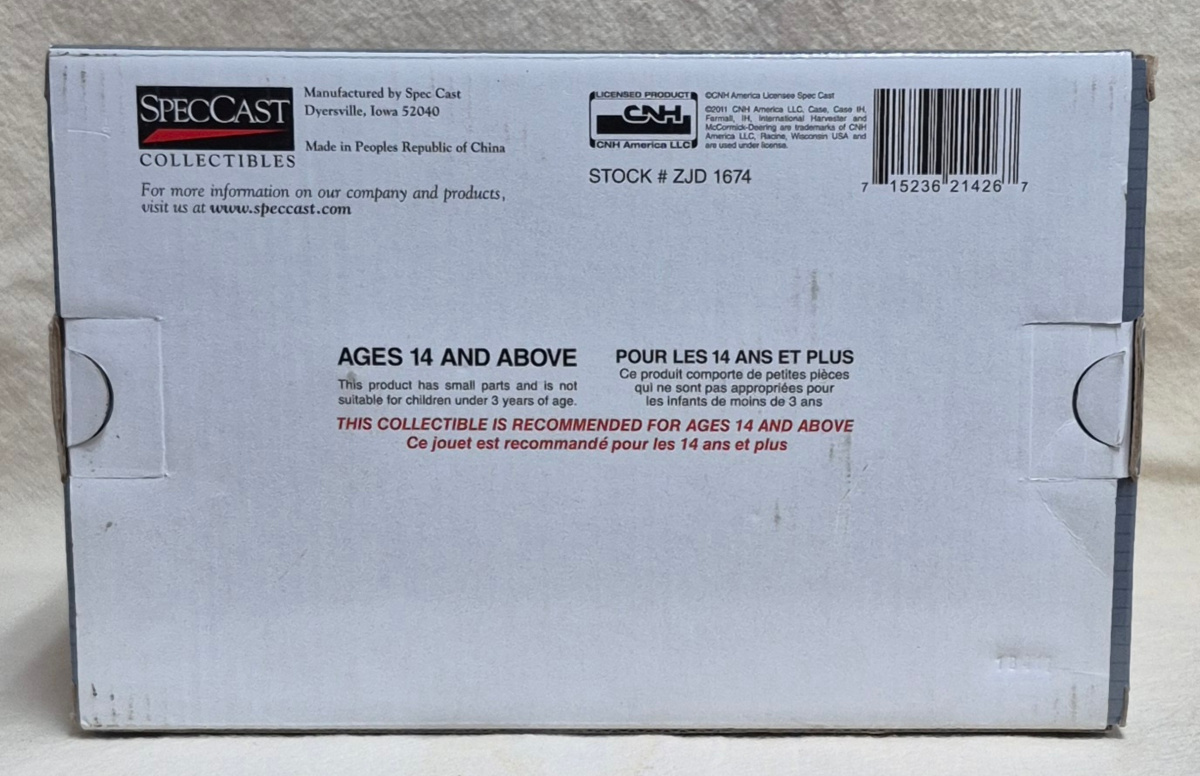 SPECCAST
COLLECTIBLES
Manufactured by Spec Cast
Dyersville, Iowa 52040
Made in Peoples Republic of China
For more information on our company and products,
visit us at www.speccast.com
LICENSED PRODUCT
CNH
CNH America LLC
©CNH America Licensee Spec Cast
©2011 CNH America LLC, Case, Case IH,
Farmall, IH, International Harvester and
McCormick-Deering are trademarks of CNH
America LLC, Racine, Wisconsin USA and
are used under license.
STOCK # ZJD 1674
7 15236 21426 7
AGES 14 AND ABOVE
This product has small parts and is not
suitable for children under 3 years of age.
POUR LES 14 ANS ET PLUS
Ce produit comporte de petites pièces
qui ne sont pas appropriées pour
les infants de moins de 3 ans
THIS COLLECTIBLE IS RECOMMENDED FOR AGES 14 AND ABOVE
Ce jouet est recommandé pour les 14 ans et plus